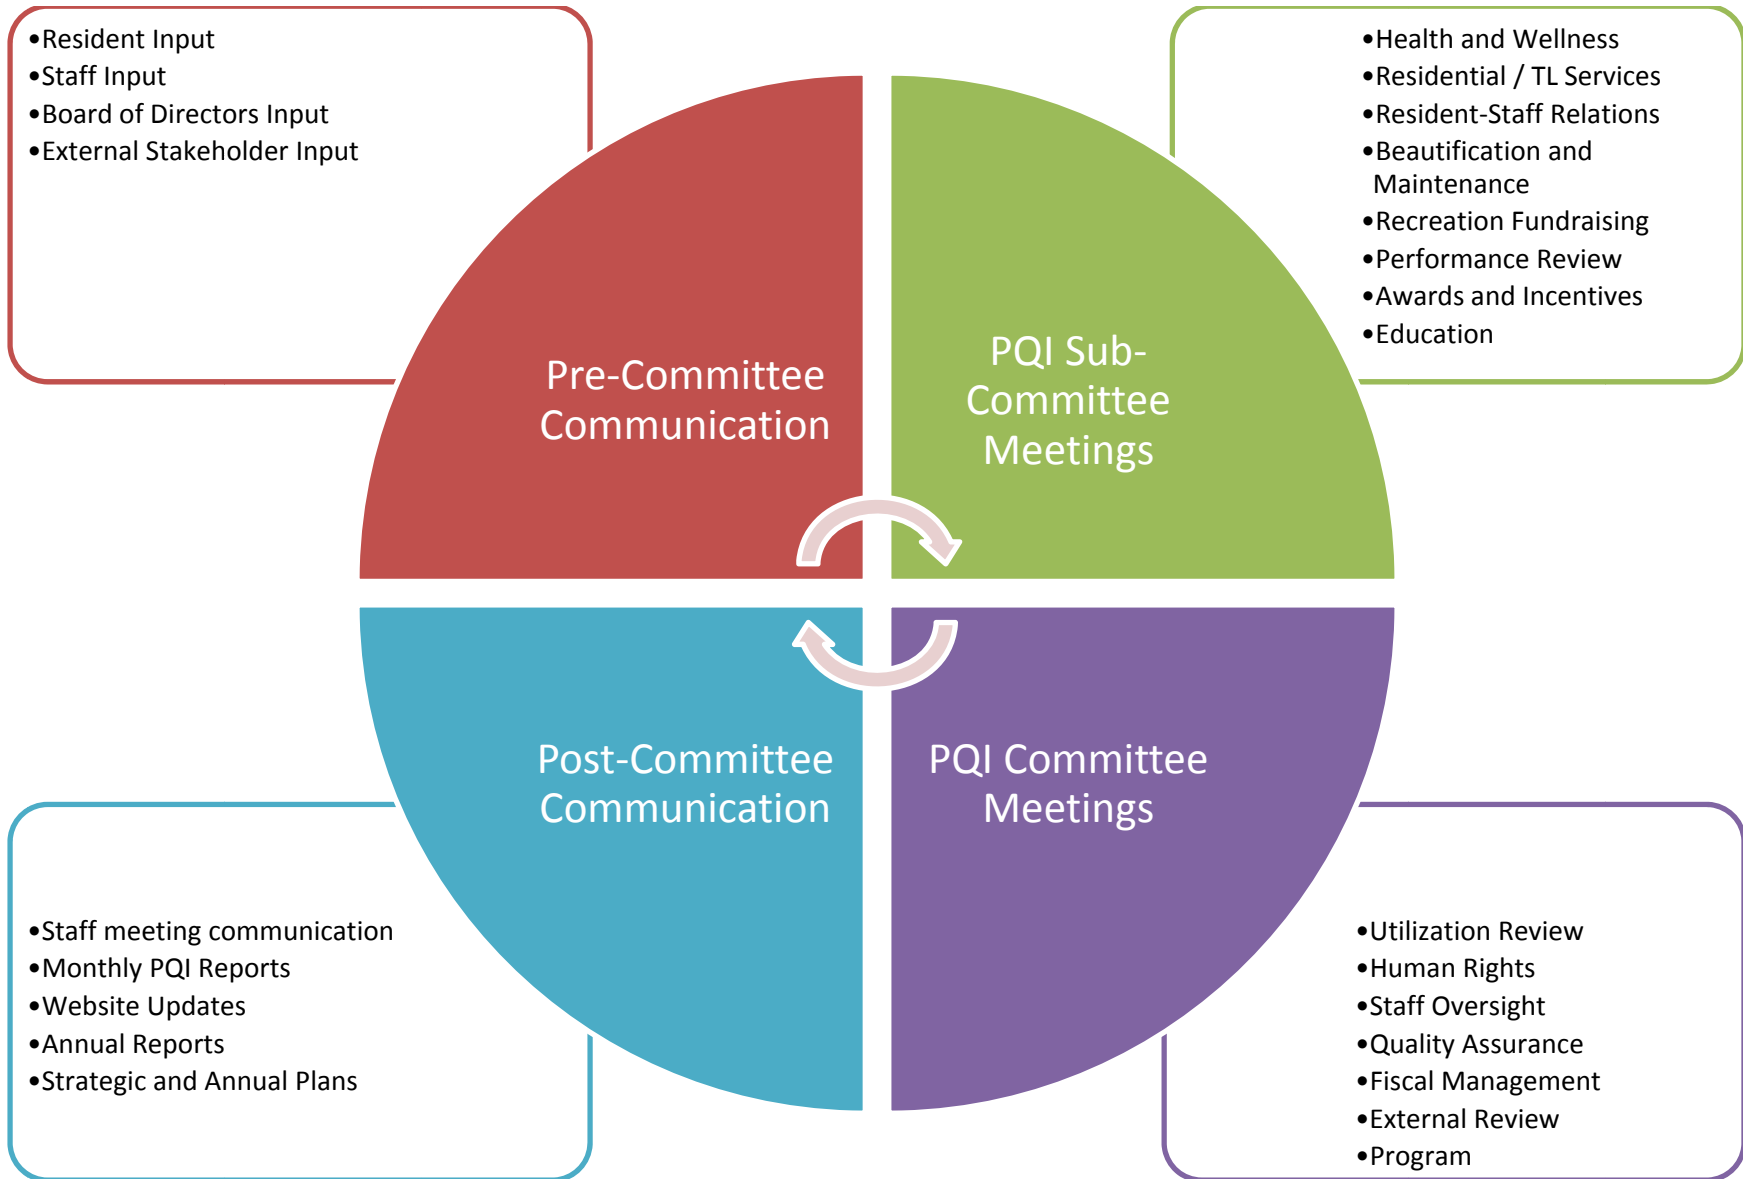 •Resident Input
•Staff Input
•Board of Directors Input
•External Stakeholder Input
•Health and Wellness
•Residential / TL Services
•Resident-Staff Relations
•Beautification and
Maintenance
•Recreation Fundraising
•Performance Review
•Awards and Incentives
•Education
Pre-Committee
Communication
PQI Sub-
Committee
Meetings
Post-Committee
Communication
PQI Committee
Meetings
•Staff meeting communication
•Monthly PQI Reports
•Website Updates
•Annual Reports
•Strategic and Annual Plans
•Utilization Review
•Human Rights
•Staff Oversight
•Quality Assurance
•Fiscal Management
•External Review
•Program